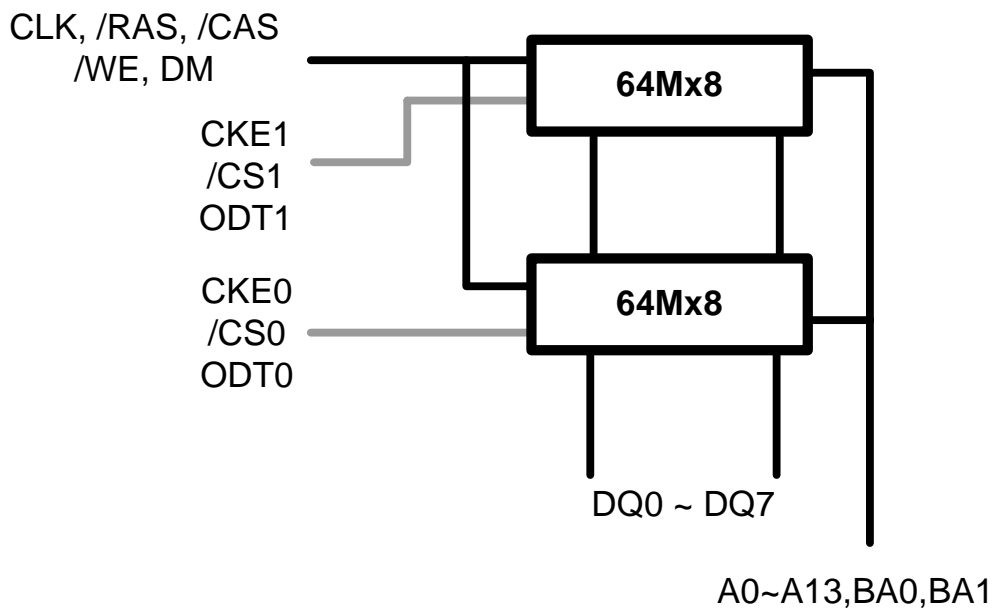 CLK, /RAS, /CAS
/WE, DM
64Mx8
CKE1
/CS1
ODT1
CKE0
/CS0
ODT0
64Mx8
DQ0 ~ DQ7
A0~A13,BA0,BA1